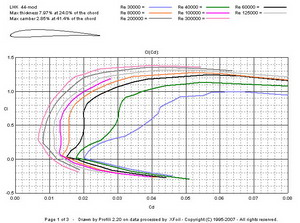 LHK 44-mod
Max thickness 7.97% at 24.0% of the chord
Max camber 2.85% at 41.4% of the chord
Re 30000 = Re 40000 = Re 60000 =
Re 80000 = Re 100000 = Re 125000 =
Re 200000 = Re 300000 =
Cl(Cd)
Cl
1.5
1.0
0.5
0.0
-0.5
0.00 0.01 0.02 0.03 0.04 0.05 0.06 0.07 0.08
Cd
Page 1 of 3 - Drawn by Profili 2.20 on data processed by XFoil - Copyright (C) 1995-2007 - All rights reserved.